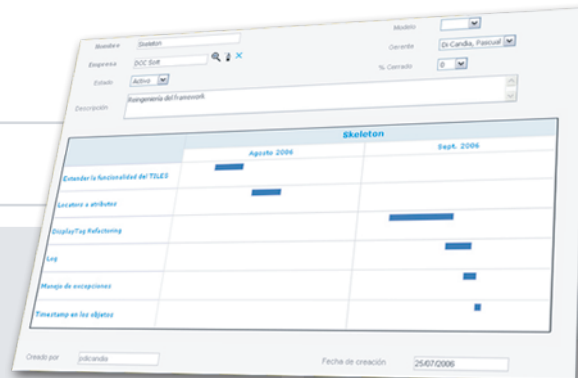 Nombre Skeleton
Modelo
Empresa DCC Soft
Gerente Di Candia, Pascual
Estado Activo
% Cerrado 0
Descripción Reingeniería del framework
Skeleton
Agosto 2006 Sept. 2006
Extender la funcionalidad del TILES
Locators a atributos
DisplayTag Refactoring
Log
Manejo de excepciones
Timestamp en los objetos
Creado por pdicandia
Fecha de creación 25/07/2006